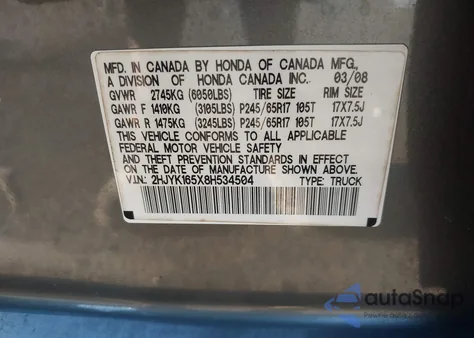 MFD. IN CANADA BY HONDA OF CANADA MFG.,
A DIVISION OF HONDA CANADA INC. 03/08
GVWR 2745KG (6050LBS) TIRE SIZE RIM SIZE
GAWR F 1410KG (3105LBS) P245/65R17 105T 17X7.5J
GAWR R 1475KG (3245LBS) P245/65R17 105T 17X7.5J
THIS VEHICLE CONFORMS TO ALL APPLICABLE
FEDERAL MOTOR VEHICLE SAFETY
AND THEFT PREVENTION STANDARDS IN EFFECT
ON THE DATE OF MANUFACTURE SHOWN ABOVE.
V.I.N.: 2HJYK165X8H534504 TYPE: TRUCK
autoSnap